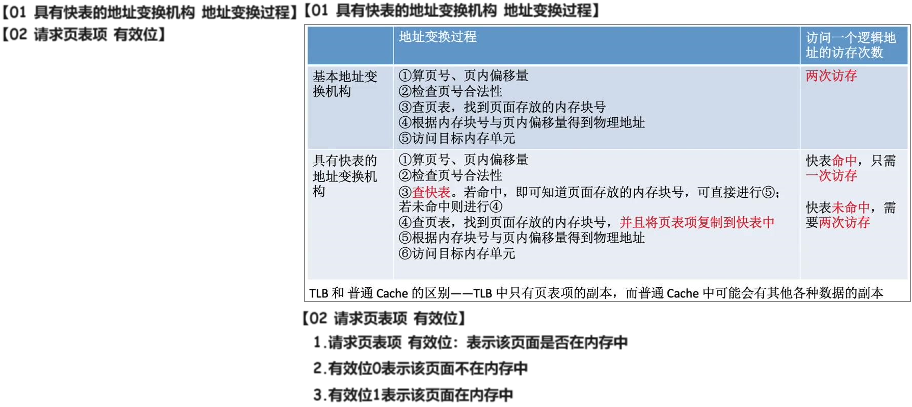 【01 具有快表的地址变换机构 地址变换过程】
【02 请求页表项 有效位】
【01 具有快表的地址变换机构 地址变换过程】
地址变换过程
访问一个逻辑地
址的访存次数
基本地址变
换机构
①算页号、页内偏移量
②检查页号合法性
③查页表，找到页面存放的内存块号
④根据内存块号与页内偏移量得到物理地址
⑤访问目标内存单元
两次访存
具有快表的
地址变换机
构
①算页号、页内偏移量
②检查页号合法性
③查快表。若命中，即可知道页面存放的内存块号，可直接进行⑤；
若未命中则进行④
④查页表，找到页面存放的内存块号，并且将页表项复制到快表中
⑤根据内存块号与页内偏移量得到物理地址
⑥访问目标内存单元
快表命中，只需
一次访存
快表未命中，需
要两次访存
TLB 和 普通 Cache 的区别——TLB 中只有页表项的副本，而普通 Cache 中可能会有其他各种数据的副本
【02 请求页表项 有效位】
1.请求页表项 有效位：表示该页面是否在内存中
2.有效位0表示该页面不在内存中
3.有效位1表示该页面在内存中